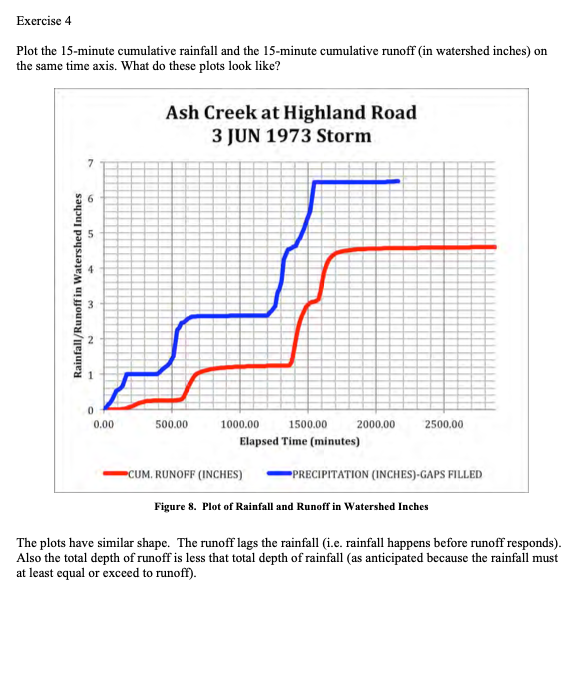 Exercise 4
Plot the 15-minute cumulative rainfall and the 15-minute cumulative runoff (in watershed inches) on
the same time axis. What do these plots look like?
Ash Creek at Highland Road
3 JUN 1973 Storm
Rainfall/Runoff in Watershed Inches
7
6
5
4
3
2
1
0
0.00 500.00 1000.00 1500.00 2000.00 2500.00
Elapsed Time (minutes)
CUM. RUNOFF (INCHES) PRECIPITATION (INCHES)-GAPS FILLED
Figure 8. Plot of Rainfall and Runoff in Watershed Inches
The plots have similar shape. The runoff lags the rainfall (i.e. rainfall happens before runoff responds).
Also the total depth of runoff is less that total depth of rainfall (as anticipated because the rainfall must
at least equal or exceed to runoff).